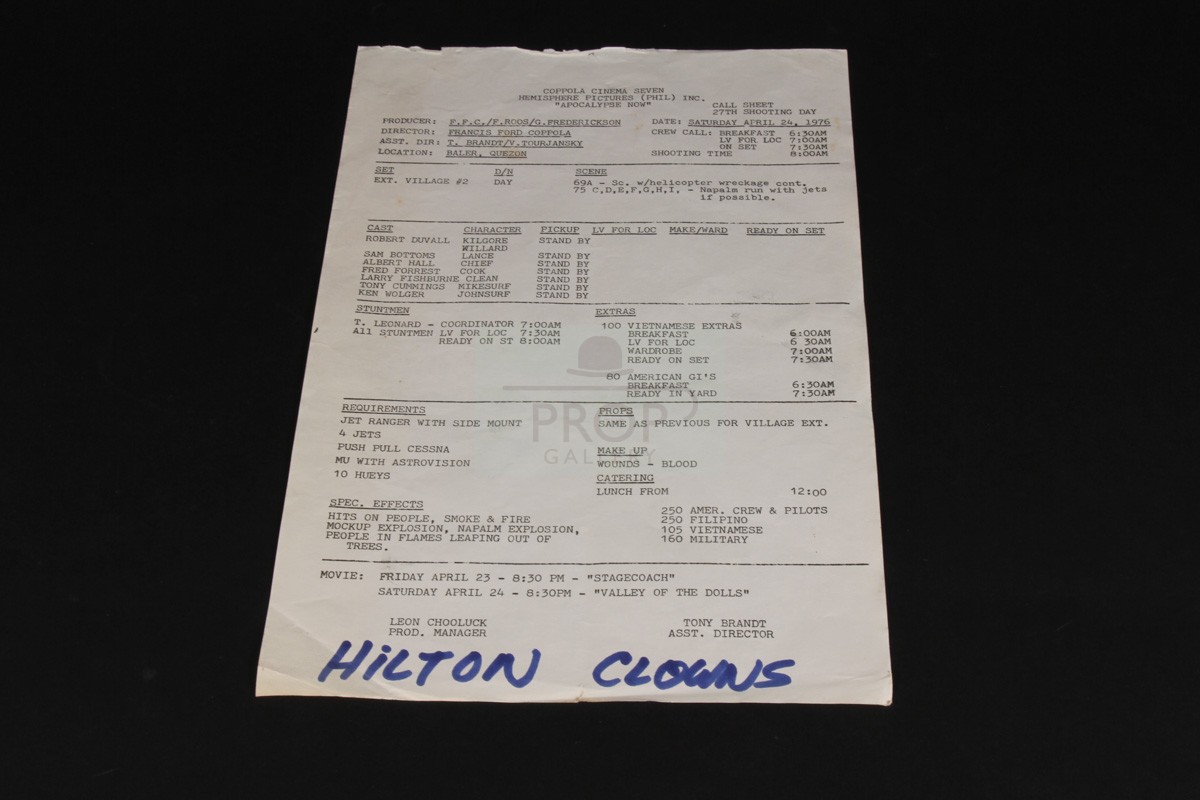 COPPOLA CINEMA SEVEN
HEMISPHERE PICTURES (PHIL) INC.
"APOCALYPSE NOW"
CALL SHEET
27TH SHOOTING DAY
PRODUCER: F.F.C./F.ROOS/G.FREDERICKSON
DATE: SATURDAY APRIL 24, 1976
DIRECTOR: FRANCIS FORD COPPOLA
CREW CALL: BREAKFAST 6:30AM
LV FOR LOC 7:00AM
ASST. DIR: T. BRANDT/V.TOURJANSKY
ON SET 7:30AM
LOCATION: BALER, QUEZON
SHOOTING TIME 8:00AM
SET D/N SCENE
EXT. VILLAGE #2 DAY 69A - Sc. w/helicopter wreckage cont.
75 C,D,E,F,G,H,I, - Napalm run with jets
if possible.
CAST CHARACTER PICKUP LV FOR LOC MAKE/WARD READY ON SET
ROBERT DUVALL KILGORE STAND BY
WILLARD
SAM BOTTOMS LANCE STAND BY
ALBERT HALL CHIEF STAND BY
FRED FORREST COOK STAND BY
LARRY FISHBURNE CLEAN STAND BY
TONY CUMMINGS MIKESURF STAND BY
KEN WOLGER JOHNSURF STAND BY
STUNTMEN
T. LEONARD - COORDINATOR 7:00AM
All STUNTMEN LV FOR LOC 7:30AM
READY ON ST 8:00AM
EXTRAS
100 VIETNAMESE EXTRAS
BREAKFAST 6:00AM
LV FOR LOC 6 30AM
WARDROBE 7:00AM
READY ON SET 7:30AM
80 AMERICAN GI'S
BREAKFAST 6:30AM
READY IN YARD 7:30AM
REQUIREMENTS
JET RANGER WITH SIDE MOUNT
4 JETS
PUSH PULL CESSNA
MU WITH ASTROVISION
10 HUEYS
PROPS
SAME AS PREVIOUS FOR VILLAGE EXT.
MAKE UP
WOUNDS - BLOOD
CATERING
LUNCH FROM 12:00
250 AMER. CREW & PILOTS
250 FILIPINO
105 VIETNAMESE
160 MILITARY
SPEC. EFFECTS
HITS ON PEOPLE, SMOKE & FIRE
MOCKUP EXPLOSION, NAPALM EXPLOSION,
PEOPLE IN FLAMES LEAPING OUT OF
TREES.
MOVIE: FRIDAY APRIL 23 - 8:30 PM - "STAGECOACH"
SATURDAY APRIL 24 - 8:30PM - "VALLEY OF THE DOLLS"
LEON CHOOLUCK
PROD. MANAGER
TONY BRANDT
ASST. DIRECTOR
HiLTON CLOWNS
PROP
GALLERY